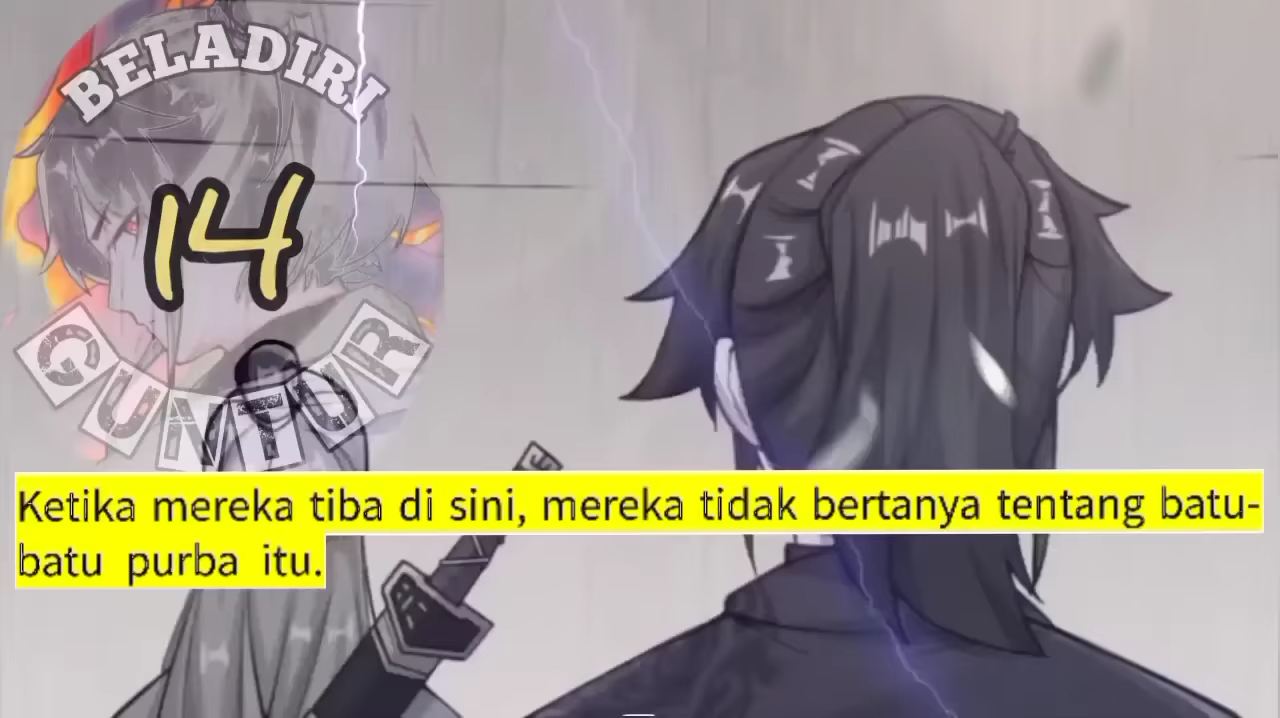 BELADIRI
14
GUNTUR
Ketika mereka tiba di sini, mereka tidak bertanya tentang batu-
batu purba itu.